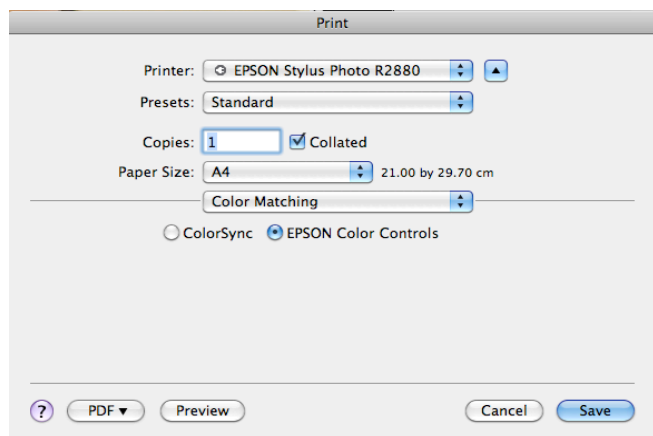 Print
Printer: EPSON Stylus Photo R2880
Presets: Standard
Copies: 1 Collated
Paper Size: A4 21.00 by 29.70 cm
Color Matching
ColorSync EPSON Color Controls
? PDF▼ Preview Cancel Save